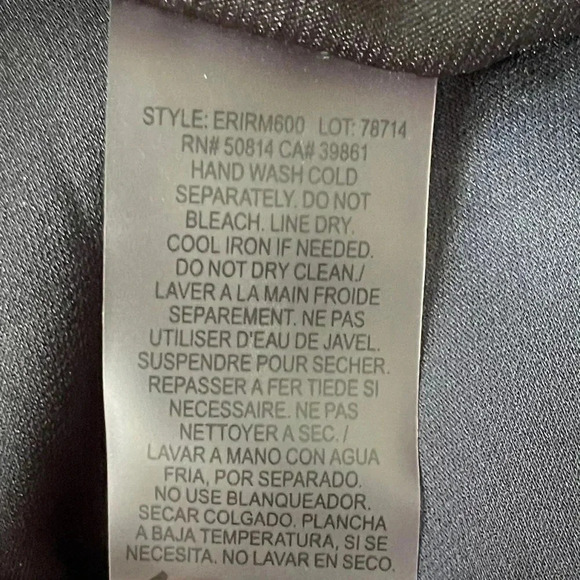 STYLE: ERIRM600 LOT: 78714
RN# 50814 CA# 39861
HAND WASH COLD
SEPARATELY. DO NOT
BLEACH. LINE DRY.
COOL IRON IF NEEDED.
DO NOT DRY CLEAN./
LAVER A LA MAIN FROIDE
SEPAREMENT. NE PAS
UTILISER D'EAU DE JAVEL.
SUSPENDRE POUR SECHER.
REPASSER A FER TIEDE SI
NECESSAIRE. NE PAS
NETTOYER A SEC. /
LAVAR A MANO CON AGUA
FRIA, POR SEPARADO.
NO USE BLANQUEADOR.
SECAR COLGADO. PLANCHA
A BAJA TEMPERATURA, SI SE
NECESITA. NO LAVAR EN SECO.